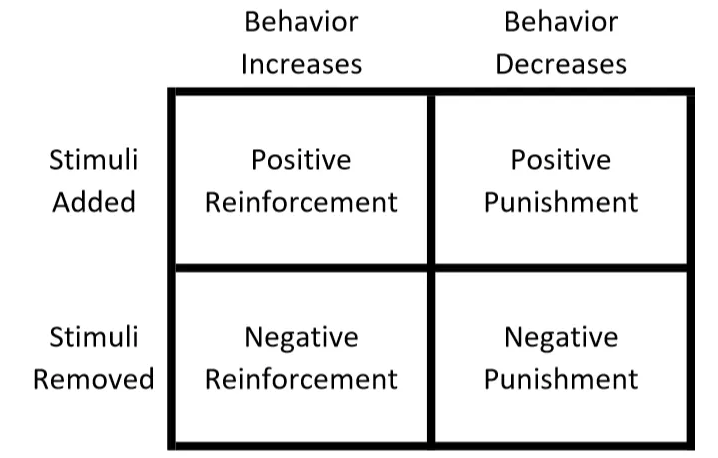 Behavior
Increases
Behavior
Decreases
Stimuli
Added
Positive
Reinforcement
Positive
Punishment
Stimuli
Removed
Negative
Reinforcement
Negative
Punishment